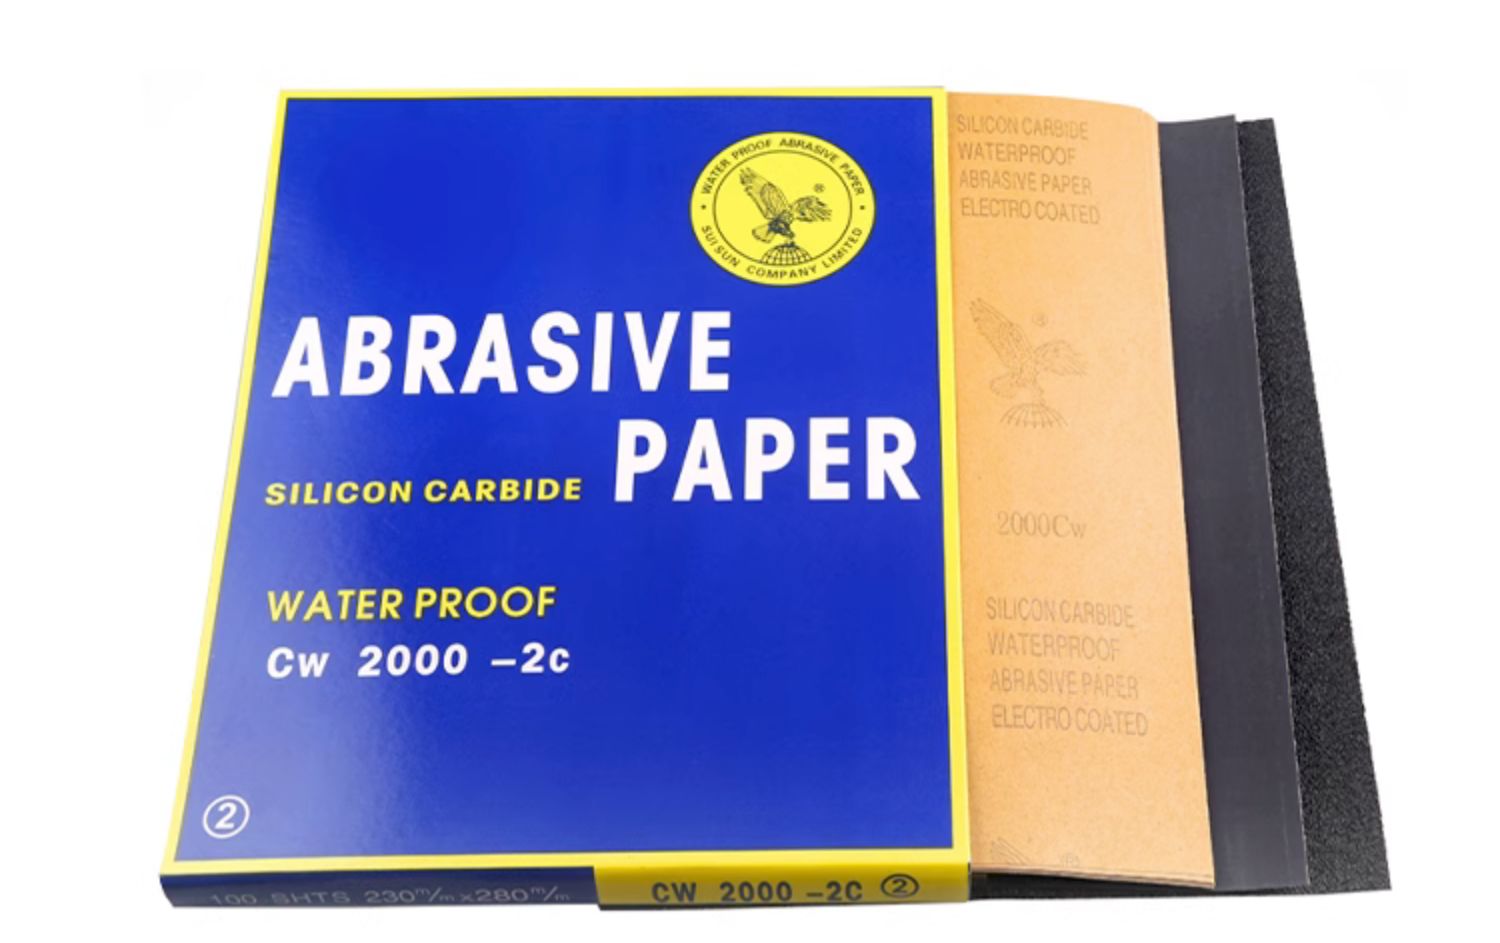 WATER PROOF ABRASIVE PAPER
®
SUISUN COMPANY LIMITED
ABRASIVE
PAPER
SILICON CARBIDE
WATER PROOF
Cw 2000 –2c
②
100 SHTS 230m/m×280m/m
CW 2000 –2C ②
SILICON CARBIDE
WATERPROOF
ABRASIVE PAPER
ELECTRO COATED
®
2000Cw
SILICON CARBIDE
WATERPROOF
ABRASIVE PAPER
ELECTRO COATED
®